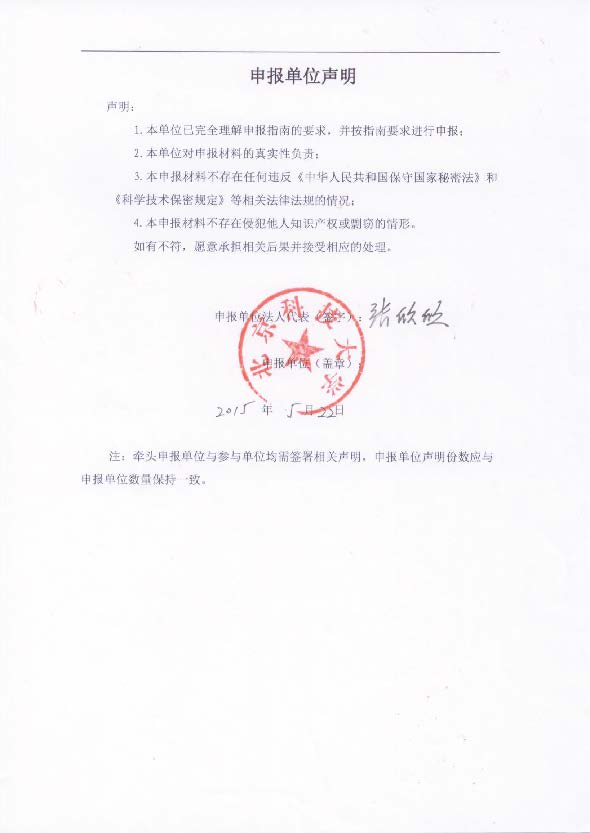 申报单位声明
声明：
1. 本单位已完全理解申报指南的要求，并按指南要求进行申报；
2. 本单位对申报材料的真实性负责；
3. 本申报材料不存在任何违反《中华人民共和国保守国家秘密法》和
《科学技术保密规定》等相关法律法规的情况；
4. 本申报材料不存在侵犯他人知识产权或剽窃的情形。
如有不符，愿意承担相关后果并接受相应的处理。
申报单位法人代表（签字）：张欣欣
北京科技大学
申报单位（盖章）：
2015 年 5 月 22 日
注：牵头申报单位与参与单位均需签署相关声明，申报单位声明份数应与
申报单位数量保持一致。